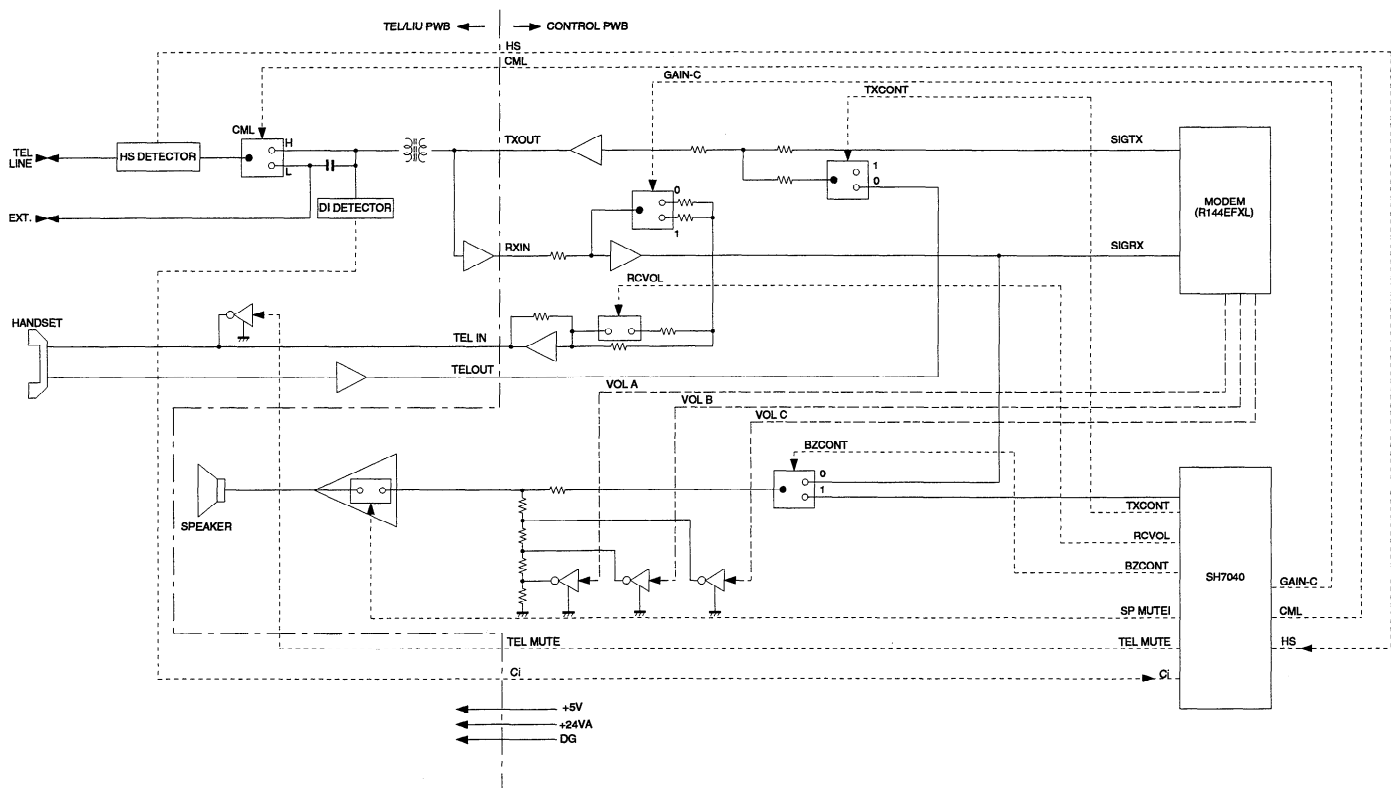 TEL/LIU PWB
CONTROL PWB
HS
CML
GAIN-C
TXCONT
CML
H
TXOUT
SIGTX
TEL
LINE
HS DETECTOR
L
1
0
MODEM
(R144EFXL)
0
EXT.
DI DETECTOR
1
RXIN
SIGRX
RCVOL
HANDSET
TEL IN
TELOUT
VOL A
VOL B
VOL C
BZCONT
0
1
SPEAKER
TXCONT
RCVOL
BZCONT
SH7040
GAIN-C
SP MUTEI
CML
TEL MUTE
TEL MUTE
HS
Ci
Ci
+5V
+24VA
DG